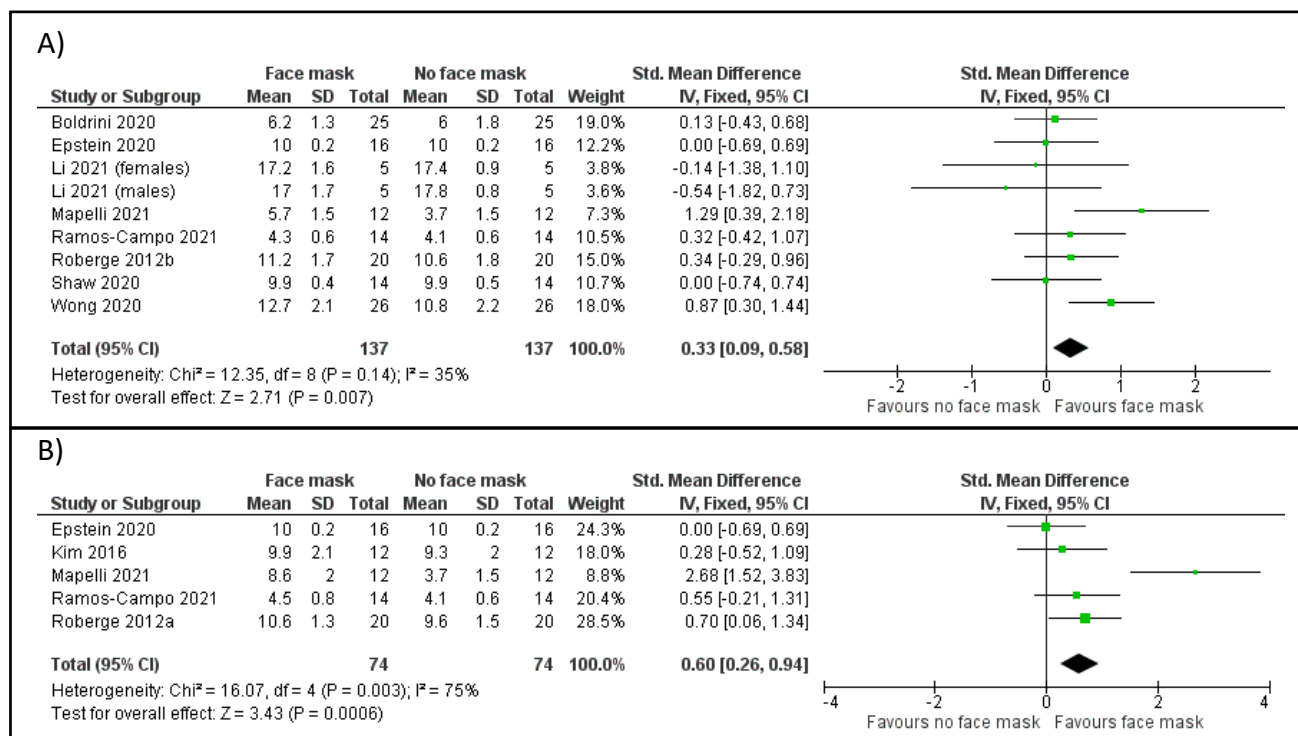 A)
Face mask No face mask Std. Mean Difference Std. Mean Difference
Study or Subgroup Mean SD Total Mean SD Total Weight IV, Fixed, 95% CI IV, Fixed, 95% CI
Boldrini 2020 6.2 1.3 25 6 1.8 25 19.0% 0.13 [-0.43, 0.68]
Epstein 2020 10 0.2 16 10 0.2 16 12.2% 0.00 [-0.69, 0.69]
Li 2021 (females) 17.2 1.6 5 17.4 0.9 5 3.8% -0.14 [-1.38, 1.10]
Li 2021 (males) 17 1.7 5 17.8 0.8 5 3.6% -0.54 [-1.82, 0.73]
Mapelli 2021 5.7 1.5 12 3.7 1.5 12 7.3% 1.29 [0.39, 2.18]
Ramos-Campo 2021 4.3 0.6 14 4.1 0.6 14 10.5% 0.32 [-0.42, 1.07]
Roberge 2012b 11.2 1.7 20 10.6 1.8 20 15.0% 0.34 [-0.29, 0.96]
Shaw 2020 9.9 0.4 14 9.9 0.5 14 10.7% 0.00 [-0.74, 0.74]
Wong 2020 12.7 2.1 26 10.8 2.2 26 18.0% 0.87 [0.30, 1.44]
Total (95% CI) 137 137 100.0% 0.33 [0.09, 0.58]
Heterogeneity: Chi² = 12.35, df = 8 (P = 0.14); I² = 35%
Test for overall effect: Z = 2.71 (P = 0.007)
-2 -1 0 1 2
Favours no face mask Favours face mask
B)
Face mask No face mask Std. Mean Difference Std. Mean Difference
Study or Subgroup Mean SD Total Mean SD Total Weight IV, Fixed, 95% CI IV, Fixed, 95% CI
Epstein 2020 10 0.2 16 10 0.2 16 24.3% 0.00 [-0.69, 0.69]
Kim 2016 9.9 2.1 12 9.3 2 12 18.0% 0.28 [-0.52, 1.09]
Mapelli 2021 8.6 2 12 3.7 1.5 12 8.8% 2.68 [1.52, 3.83]
Ramos-Campo 2021 4.5 0.8 14 4.1 0.6 14 20.4% 0.55 [-0.21, 1.31]
Roberge 2012a 10.6 1.3 20 9.6 1.5 20 28.5% 0.70 [0.06, 1.34]
Total (95% CI) 74 74 100.0% 0.60 [0.26, 0.94]
Heterogeneity: Chi² = 16.07, df = 4 (P = 0.003); I² = 75%
Test for overall effect: Z = 3.43 (P = 0.0006)
-4 -2 0 2 4
Favours no face mask Favours face mask